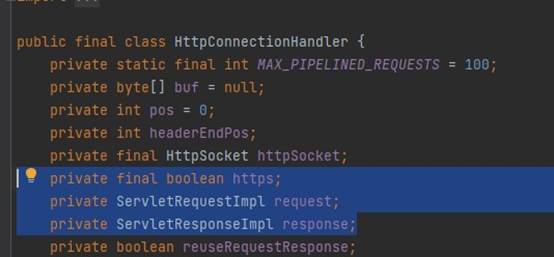 import ...
public final class HttpConnectionHandler {
private static final int MAX_PIPELINED_REQUESTS = 100;
private byte[] buf = null;
private int pos = 0;
private int headerEndPos;
private final HttpSocket httpSocket;
private final boolean https;
private ServletRequestImpl request;
private ServletResponseImpl response;
private boolean reuseRequestResponse;